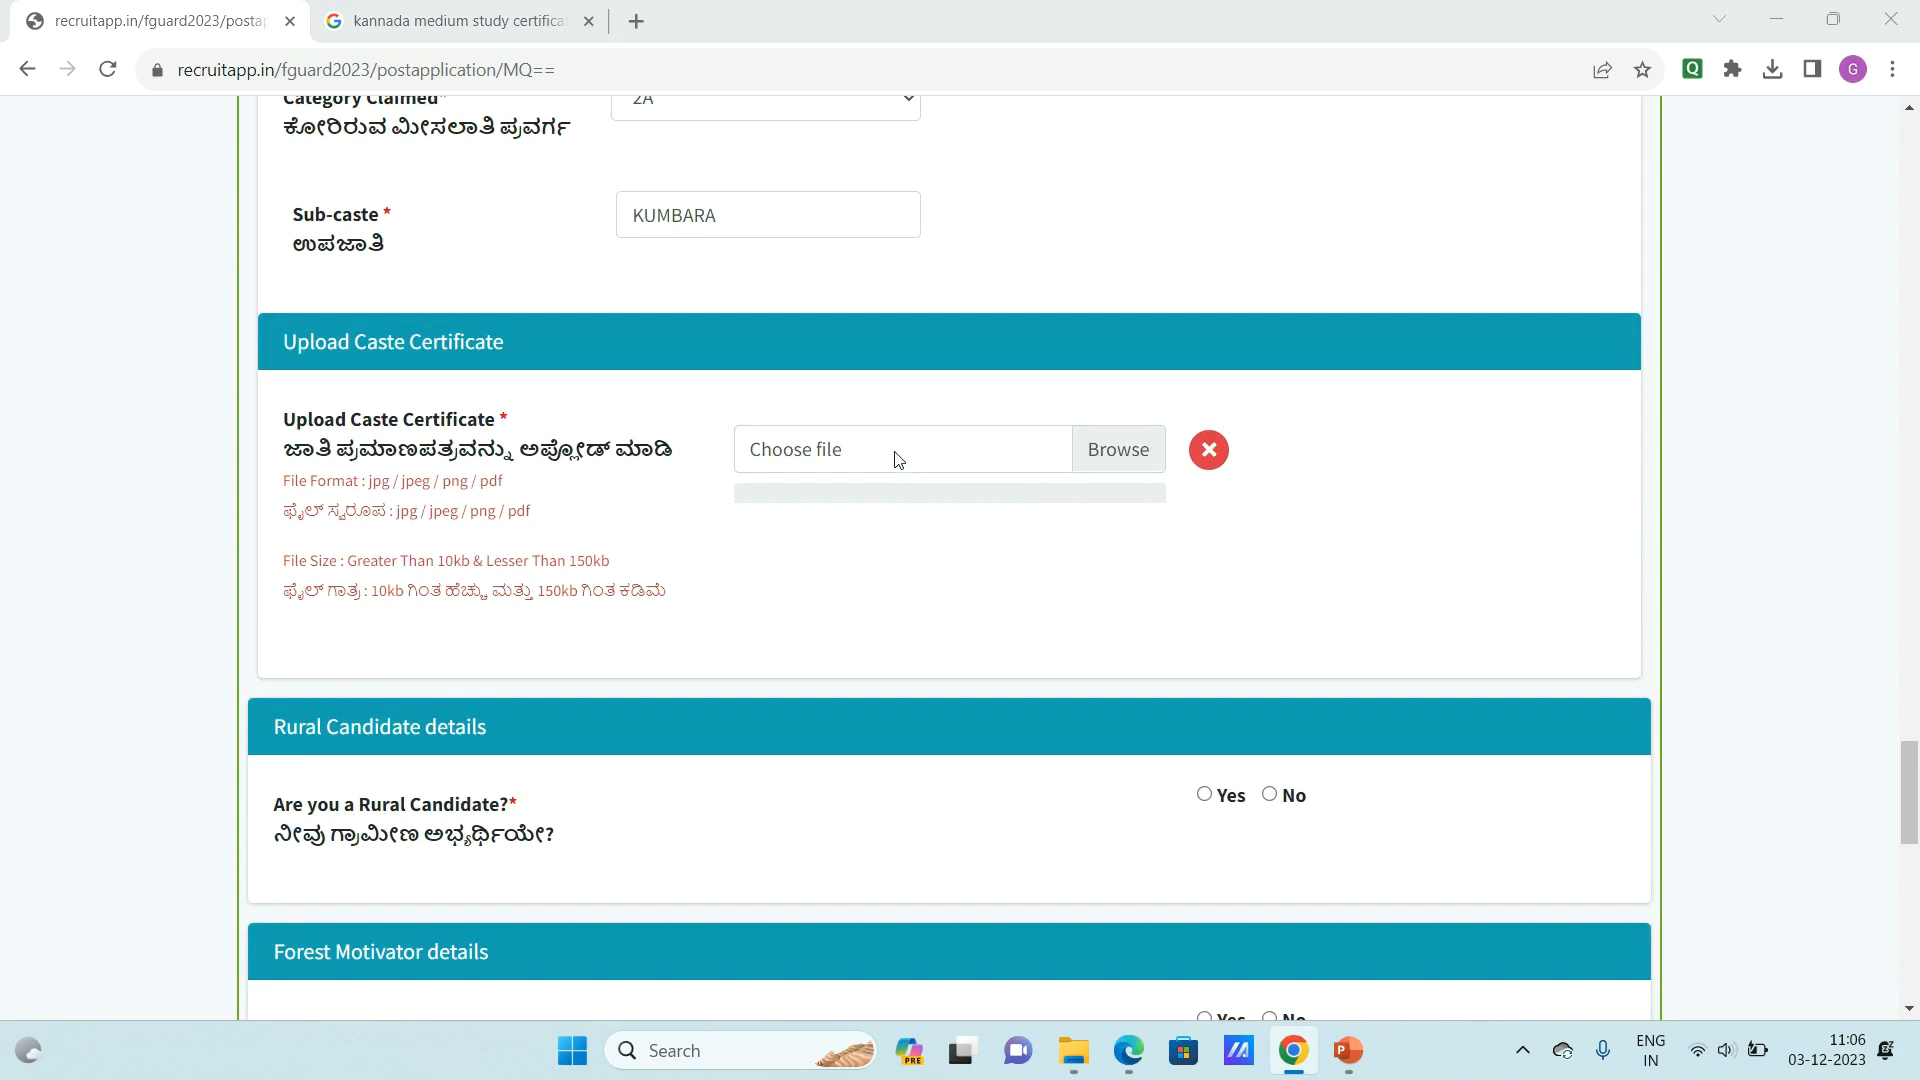 recruitapp.in/fguard2023/posta
kannada medium study certifica
recruitapp.in/fguard2023/postapplication/MQ==
Q
G
Category Claimed*
2A
ಕೋರಿರುವ ಮೀಸಲಾತಿ ಪ್ರವರ್ಗ
Sub-caste *
KUMBARA
ಉಪಜಾತಿ
Upload Caste Certificate
Upload Caste Certificate *
ಜಾತಿ ಪ್ರಮಾಣಪತ್ರವನ್ನು ಅಪ್ಲೋಡ್ ಮಾಡಿ
Choose file
Browse
File Format : jpg / jpeg / png / pdf
ಫೈಲ್ ಸ್ವರೂಪ : jpg / jpeg / png / pdf
File Size : Greater Than 10kb & Lesser Than 150kb
ಫೈಲ್ ಗಾತ್ರ : 10kb ಗಿಂತ ಹೆಚ್ಚು ಮತ್ತು 150kb ಗಿಂತ ಕಡಿಮೆ
Rural Candidate details
Are you a Rural Candidate?*
Yes No
ನೀವು ಗ್ರಾಮೀಣ ಅಭ್ಯರ್ಥಿಯೇ?
Forest Motivator details
Yes No
Search
PRE
ENG
IN
11:06
03-12-2023